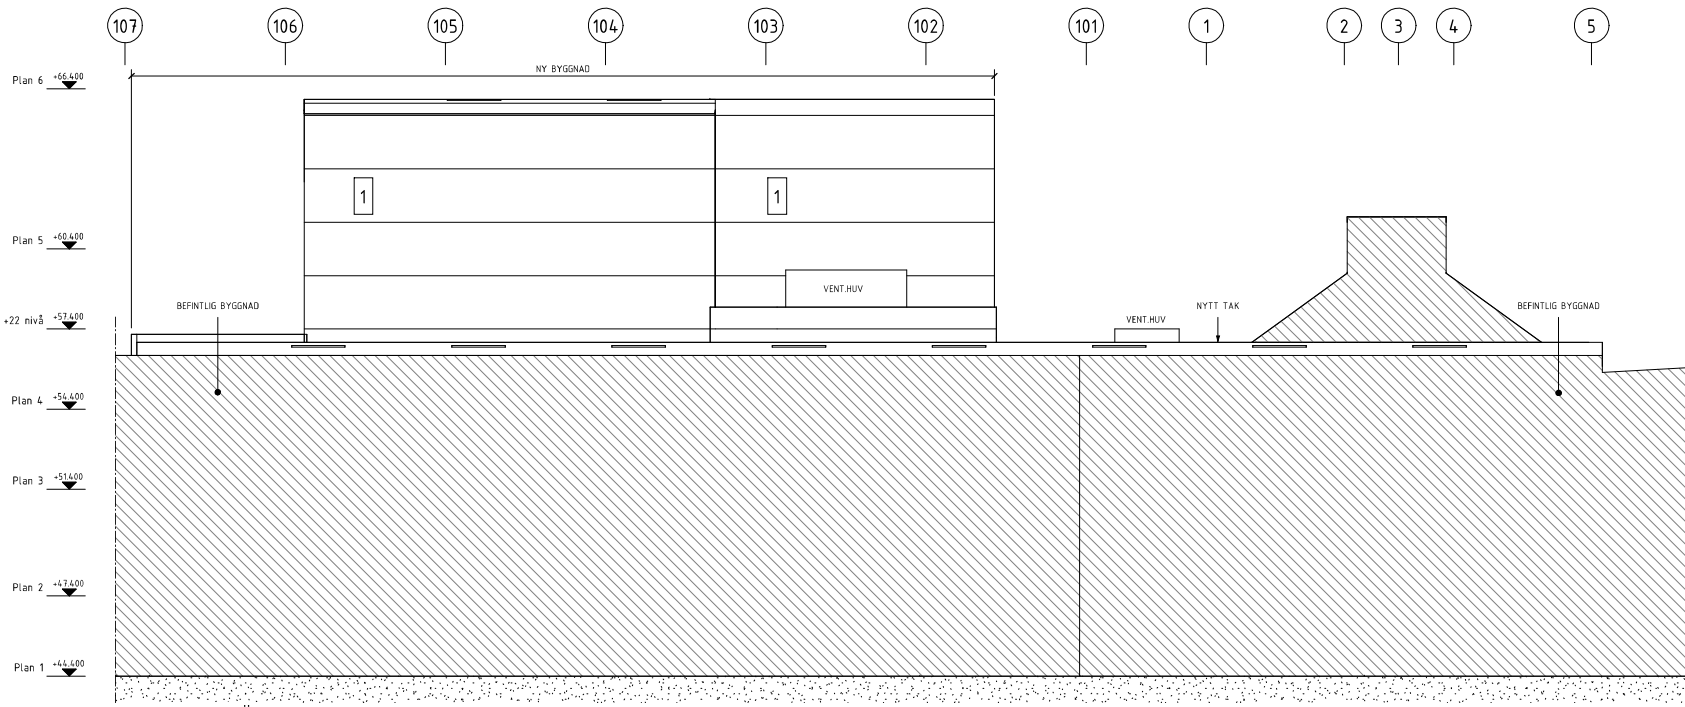 107 106 105 104 103 102 101 1 2 3 4 5
NY BYGGNAD
Plan 6 +66.400
1 1
Plan 5 +60.400
VENT.HUV
BEFINTLIG BYGGNAD NYTT TAK BEFINTLIG BYGGNAD
+22 nivå +57.400 VENT.HUV
Plan 4 +54.400
Plan 3 +51.400
Plan 2 +47.400
Plan 1 +44.400